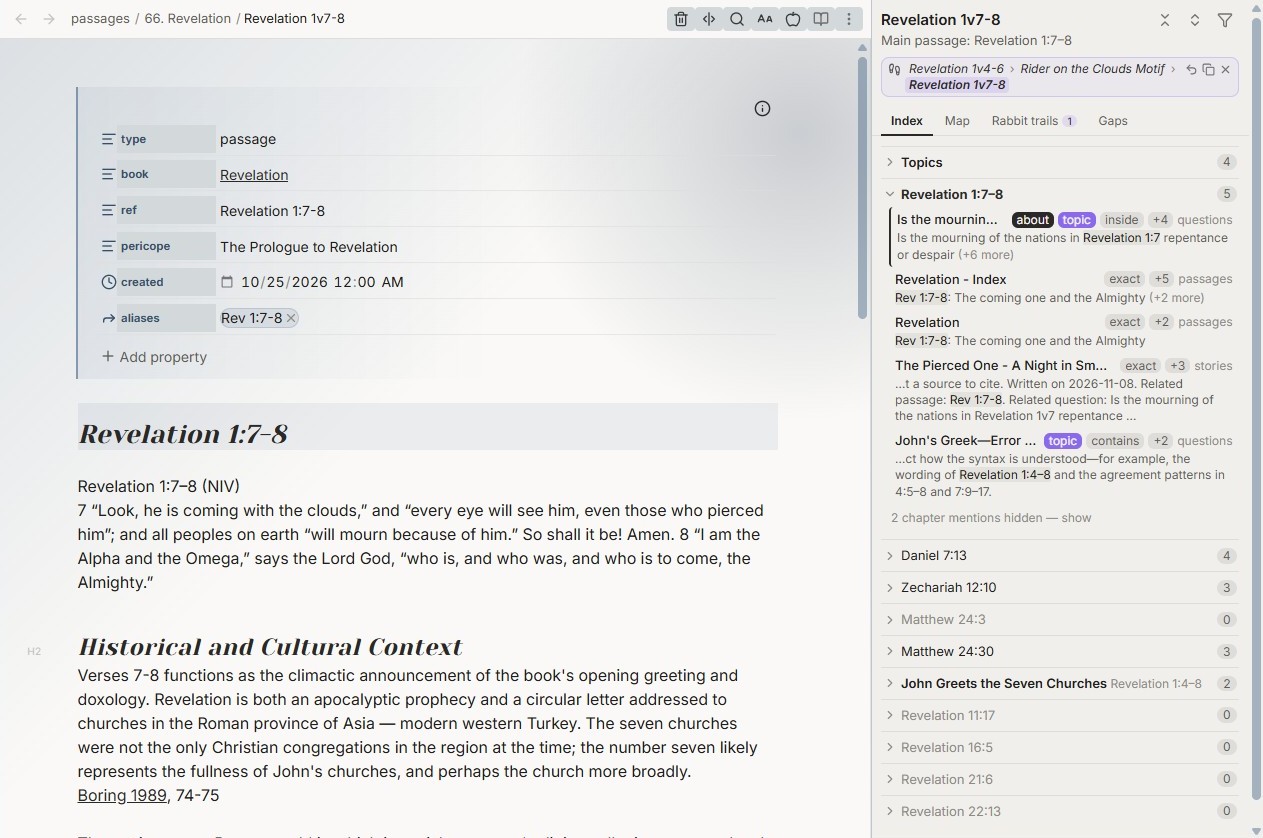 passages / 66. Revelation / Revelation 1v7-8
type passage
book Revelation
ref Revelation 1:7-8
pericope The Prologue to Revelation
created 10/25/2026 12:00 AM
aliases Rev 1:7-8
Add property
Revelation 1:7–8
Revelation 1:7–8 (NIV)
7 “Look, he is coming with the clouds,” and “every eye will see him, even those who pierced
him”; and all peoples on earth “will mourn because of him.” So shall it be! Amen. 8 “I am the
Alpha and the Omega,” says the Lord God, “who is, and who was, and who is to come, the
Almighty.”
H2
Historical and Cultural Context
Verses 7-8 functions as the climactic announcement of the book's opening greeting and
doxology. Revelation is both an apocalyptic prophecy and a circular letter addressed to
churches in the Roman province of Asia — modern western Turkey. The seven churches
were not the only Christian congregations in the region at the time; the number seven likely
represents the fullness of John's churches, and perhaps the church more broadly.
Boring 1989, 74-75
Revelation 1v7-8
Main passage: Revelation 1:7–8
Revelation 1v4-6 › Rider on the Clouds Motif ›
Revelation 1v7-8
Index Map Rabbit trails 1 Gaps
Topics 4
Revelation 1:7–8 5
Is the mournin... about topic inside +4 questions
Is the mourning of the nations in Revelation 1:7 repentance
or despair (+6 more)
Revelation - Index exact +5 passages
Rev 1:7-8: The coming one and the Almighty (+2 more)
Revelation exact +2 passages
Rev 1:7-8: The coming one and the Almighty
The Pierced One - A Night in Sm... exact +3 stories
...t a source to cite. Written on 2026-11-08. Related
passage: Rev 1:7-8. Related question: Is the mourning of
the nations in Revelation 1v7 repentance ...
John's Greek—Error ... topic contains +2 questions
...ct how the syntax is understood—for example, the
wording of Revelation 1:4–8 and the agreement patterns in
4:5–8 and 7:9–17.
2 chapter mentions hidden — show
Daniel 7:13 4
Zechariah 12:10 3
Matthew 24:3 0
Matthew 24:30 3
John Greets the Seven Churches Revelation 1:4–8 2
Revelation 11:17 0
Revelation 16:5 0
Revelation 21:6 0
Revelation 22:13 0